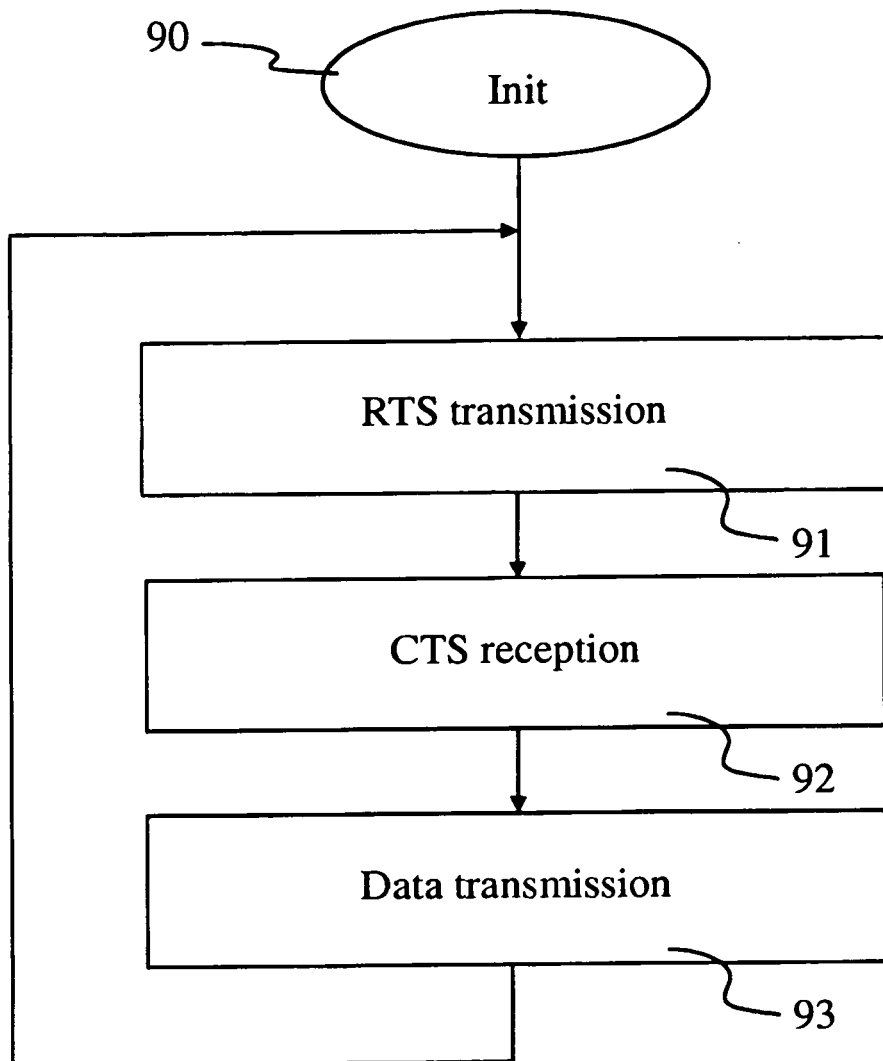 90
Init
RTS transmission
91
CTS reception
92
Data transmission
93